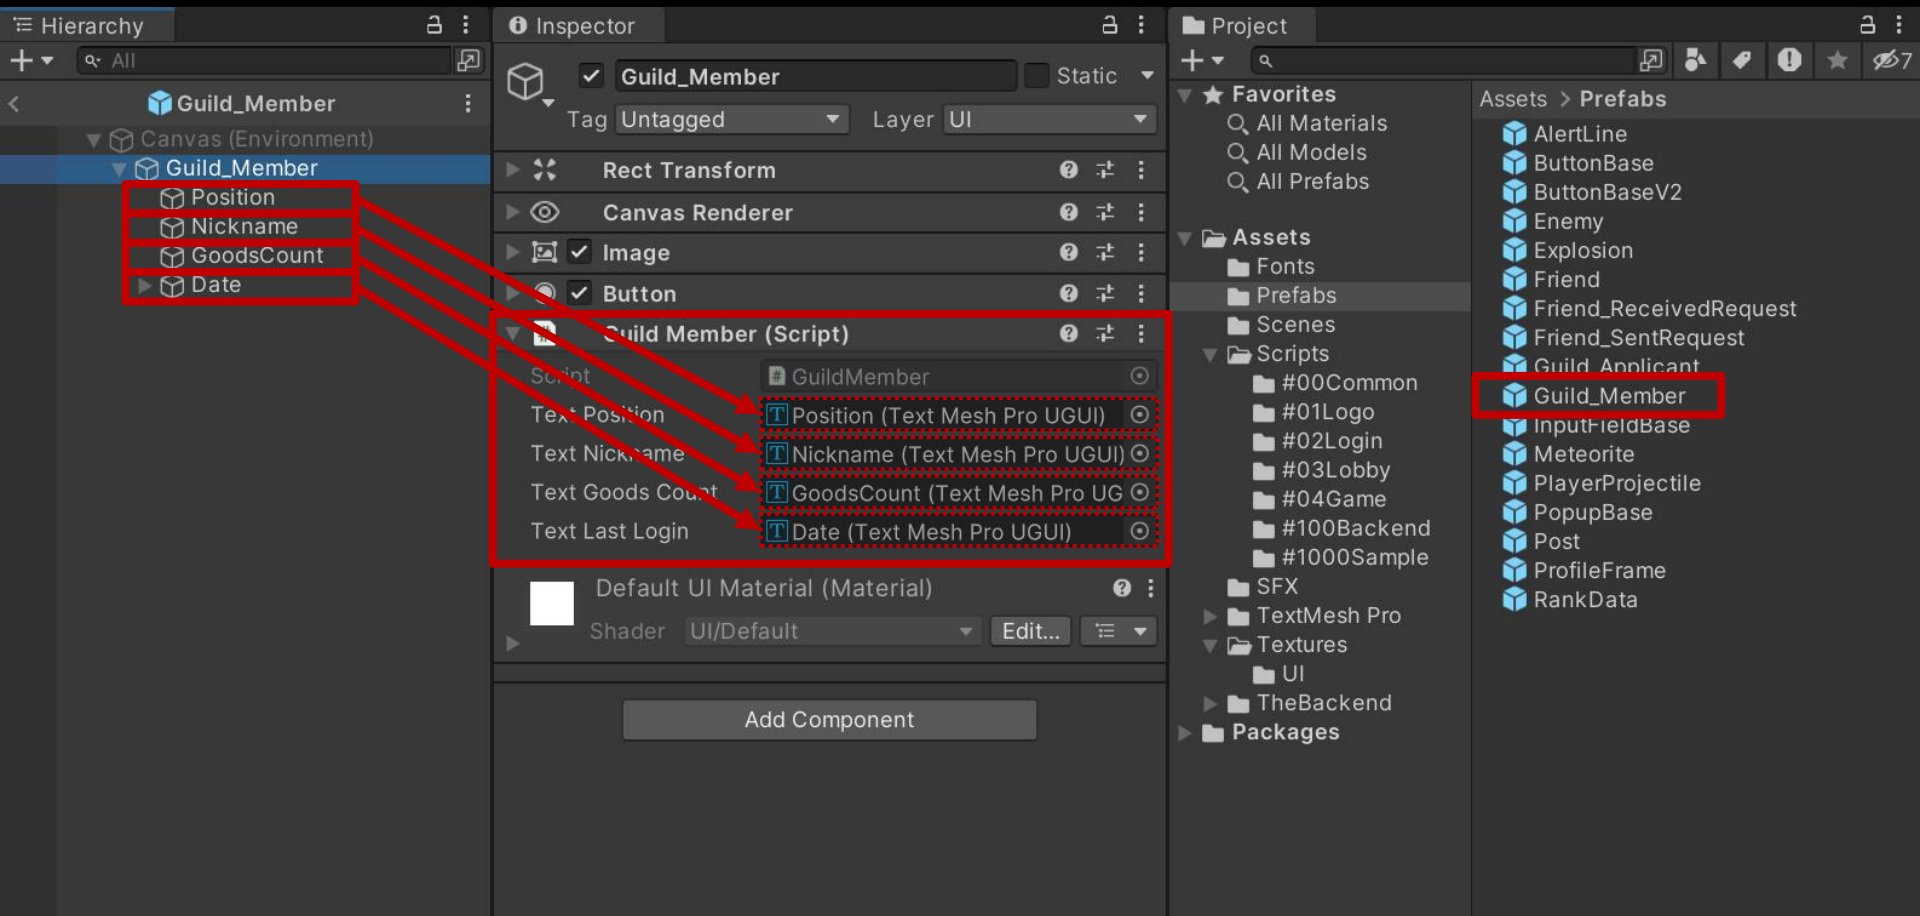 Hierarchy
All
Guild_Member
Canvas (Environment)
Guild_Member
Position
Nickname
GoodsCount
Date
Inspector
Guild_Member
Static
Tag Untagged
Layer UI
Rect Transform
Canvas Renderer
Image
Button
Guild Member (Script)
Script
GuildMember
Text Position
Position (Text Mesh Pro UGUI)
Text Nickname
Nickname (Text Mesh Pro UGUI)
Text Goods Count
GoodsCount (Text Mesh Pro UG
Text Last Login
Date (Text Mesh Pro UGUI)
Default UI Material (Material)
Shader UI/Default
Edit...
Add Component
Project
7
Favorites
All Materials
All Models
All Prefabs
Assets
Fonts
Prefabs
Scenes
Scripts
#00Common
#01Logo
#02Login
#03Lobby
#04Game
#100Backend
#1000Sample
SFX
TextMesh Pro
Textures
UI
TheBackend
Packages
Assets > Prefabs
AlertLine
ButtonBase
ButtonBaseV2
Enemy
Explosion
Friend
Friend_ReceivedRequest
Friend_SentRequest
Guild_Applicant
Guild_Member
InputFieldBase
Meteorite
PlayerProjectile
PopupBase
Post
ProfileFrame
RankData